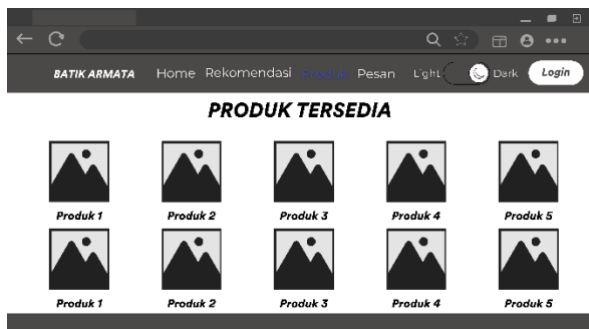 BATIK ARMATA Home Rekomendasi Produk Pesan Light Dark Login
PRODUK TERSEDIA
Produk 1 Produk 2 Produk 3 Produk 4 Produk 5
Produk 1 Produk 2 Produk 3 Produk 4 Produk 5